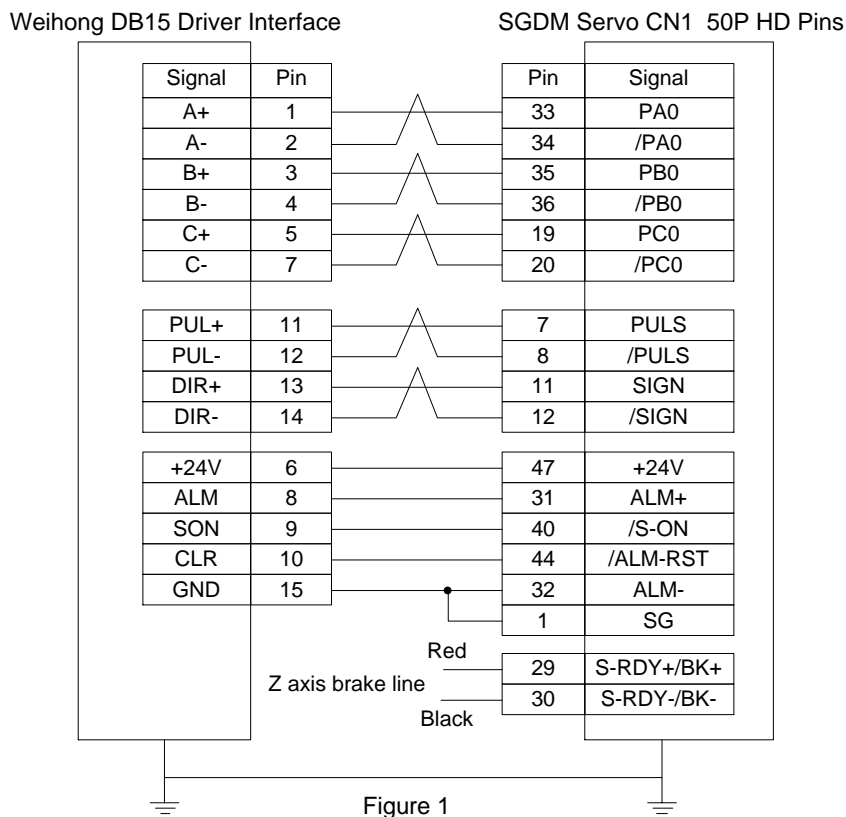 Weihong DB15 Driver Interface SGDM Servo CN1 50P HD Pins
Signal Pin Pin Signal
A+ 1 33 PA0
A- 2 34 /PA0
B+ 3 35 PB0
B- 4 36 /PB0
C+ 5 19 PC0
C- 7 20 /PC0
PUL+ 11 7 PULS
PUL- 12 8 /PULS
DIR+ 13 11 SIGN
DIR- 14 12 /SIGN
+24V 6 47 +24V
ALM 8 31 ALM+
SON 9 40 /S-ON
CLR 10 44 /ALM-RST
GND 15 32 ALM-
1 SG
Red
29 S-RDY+/BK+
Z axis brake line
30 S-RDY-/BK-
Black
Figure 1